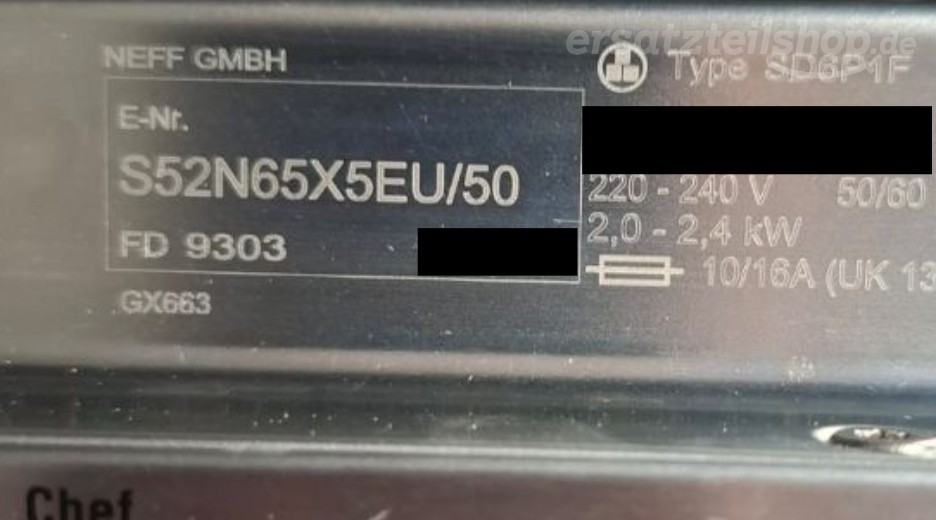 ersatzteilshop.de
NEFF GMBH
Type SD6P1F
E-Nr.
S52N65X5EU/50
220 - 240 V 50/60
2,0 - 2,4 kW
FD 9303
10/16A (UK 13
GX663
Chef